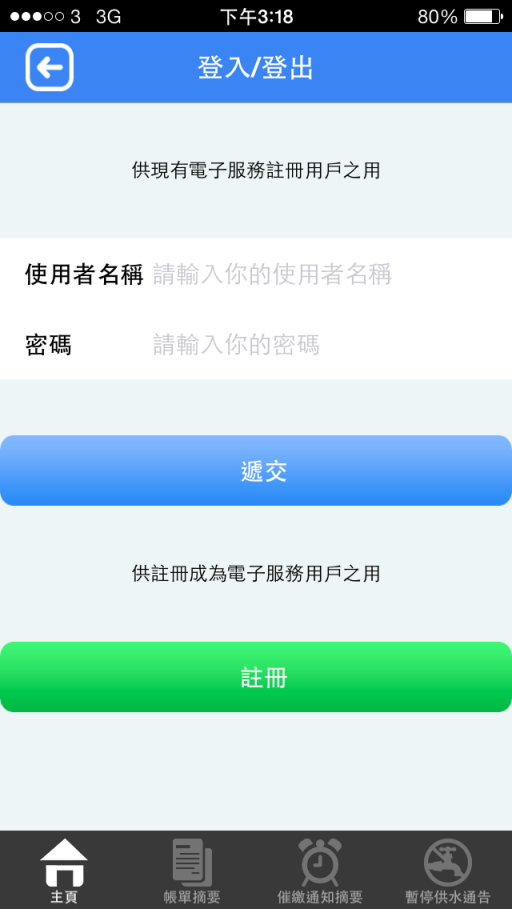 ●●●○○ 3 3G 下午3:18 80%
登入/登出
供現有電子服務註冊用戶之用
使用者名稱 請輸入你的使用者名稱
密碼 請輸入你的密碼
遞交
供註冊成為電子服務用戶之用
註冊
主頁 帳單摘要 催繳通知摘要 暫停供水通告